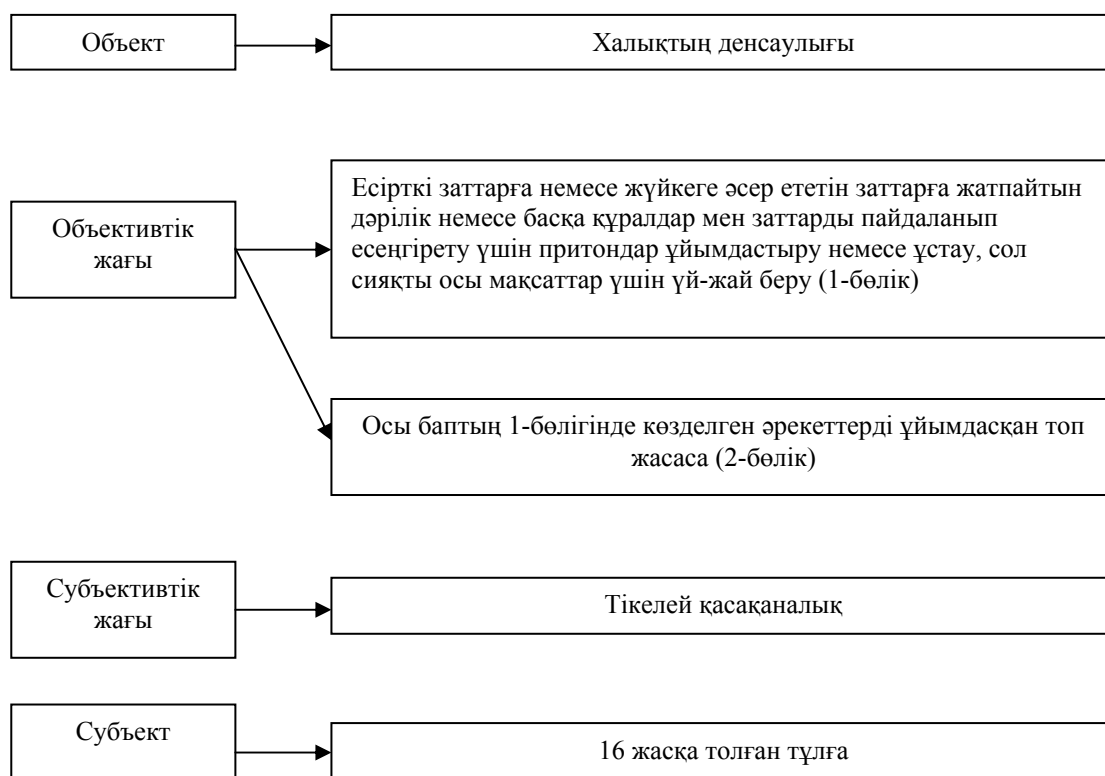 Объект
Халықтың денсаулығы
Объективтік
жағы
Есірткі заттарға немесе жүйкеге әсер ететін заттарға жатпайтын
дәрілік немесе басқа құралдар мен заттарды пайдаланып
есеңгірету үшін притондар ұйымдастыру немесе ұстау, сол
сияқты осы мақсаттар үшін үй-жай беру (1-бөлік)
Осы баптың 1-бөлігінде көзделген әрекеттерді ұйымдасқан топ
жасаса (2-бөлік)
Субъективтік
жағы
Тікелей қасақаналық
Субъект
16 жасқа толған тұлға